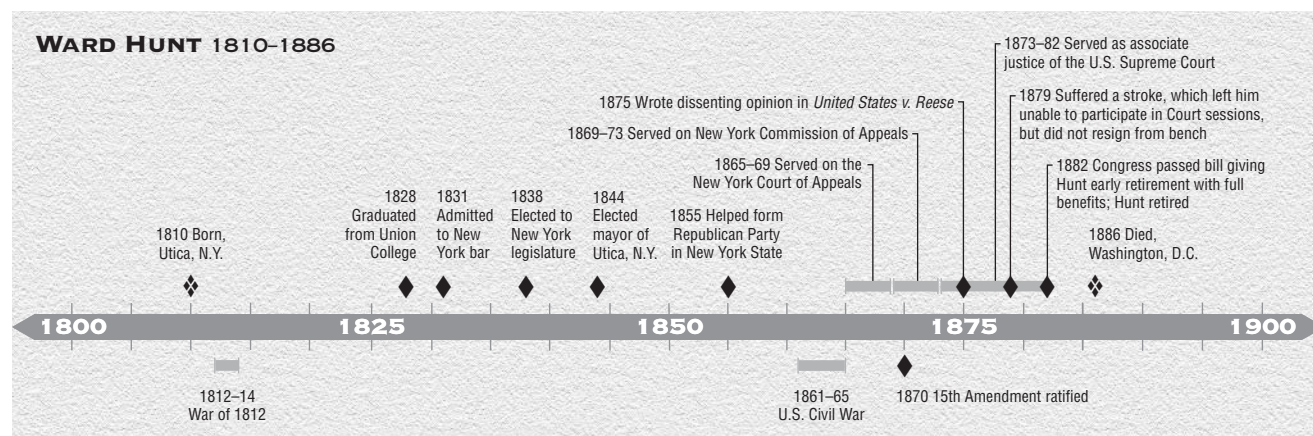 WARD HUNT 1810–1886
1873–82 Served as associate
justice of the U.S. Supreme Court
1875 Wrote dissenting opinion in United States v. Reese
1879 Suffered a stroke, which left him
unable to participate in Court sessions,
but did not resign from bench
1869–73 Served on New York Commission of Appeals
1865–69 Served on the
New York Court of Appeals
1882 Congress passed bill giving
Hunt early retirement with full
benefits; Hunt retired
1810 Born,
Utica, N.Y.
1828
Graduated
from Union
College
1831
Admitted
to New
York bar
1838
Elected to
New York
legislature
1844
Elected
mayor of
Utica, N.Y.
1855 Helped form
Republican Party
in New York State
1886 Died,
Washington, D.C.
1800
1825
1850
1875
1900
1812–14
War of 1812
1861–65
U.S. Civil War
1870 15th Amendment ratified